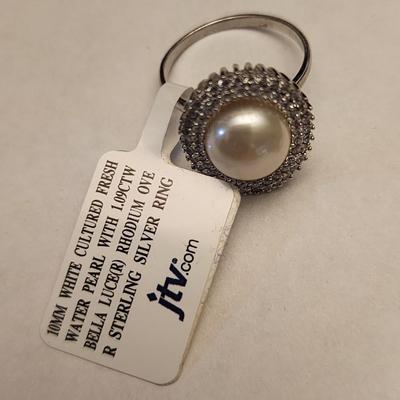 10MM WHITE CULTURED FRESH
WATER PEARL WITH 1.09CTW
BELLA LUCE(R) RHODIUM OVE
R STERLING SILVER RING
jtv.com